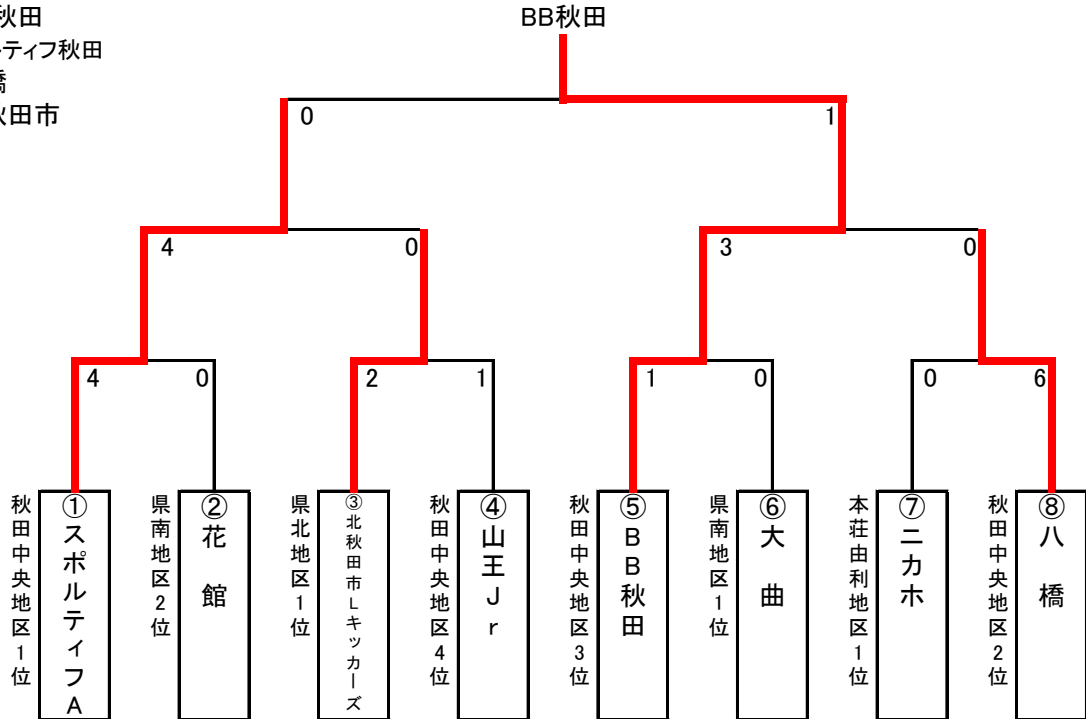 秋田
BB秋田
ルティフ秋田
橋
秋田市
0
1
4
0
3
0
4
0
2
1
1
0
0
6
秋田中央地区1位
①スポルティフA
県南地区2位
②花館
県北地区1位
③北秋田市Lキッカーズ
秋田中央地区4位
④山王Jr
秋田中央地区3位
⑤BB秋田
県南地区1位
⑥大曲
本荘由利地区1位
⑦ニカホ
秋田中央地区2位
⑧八橋